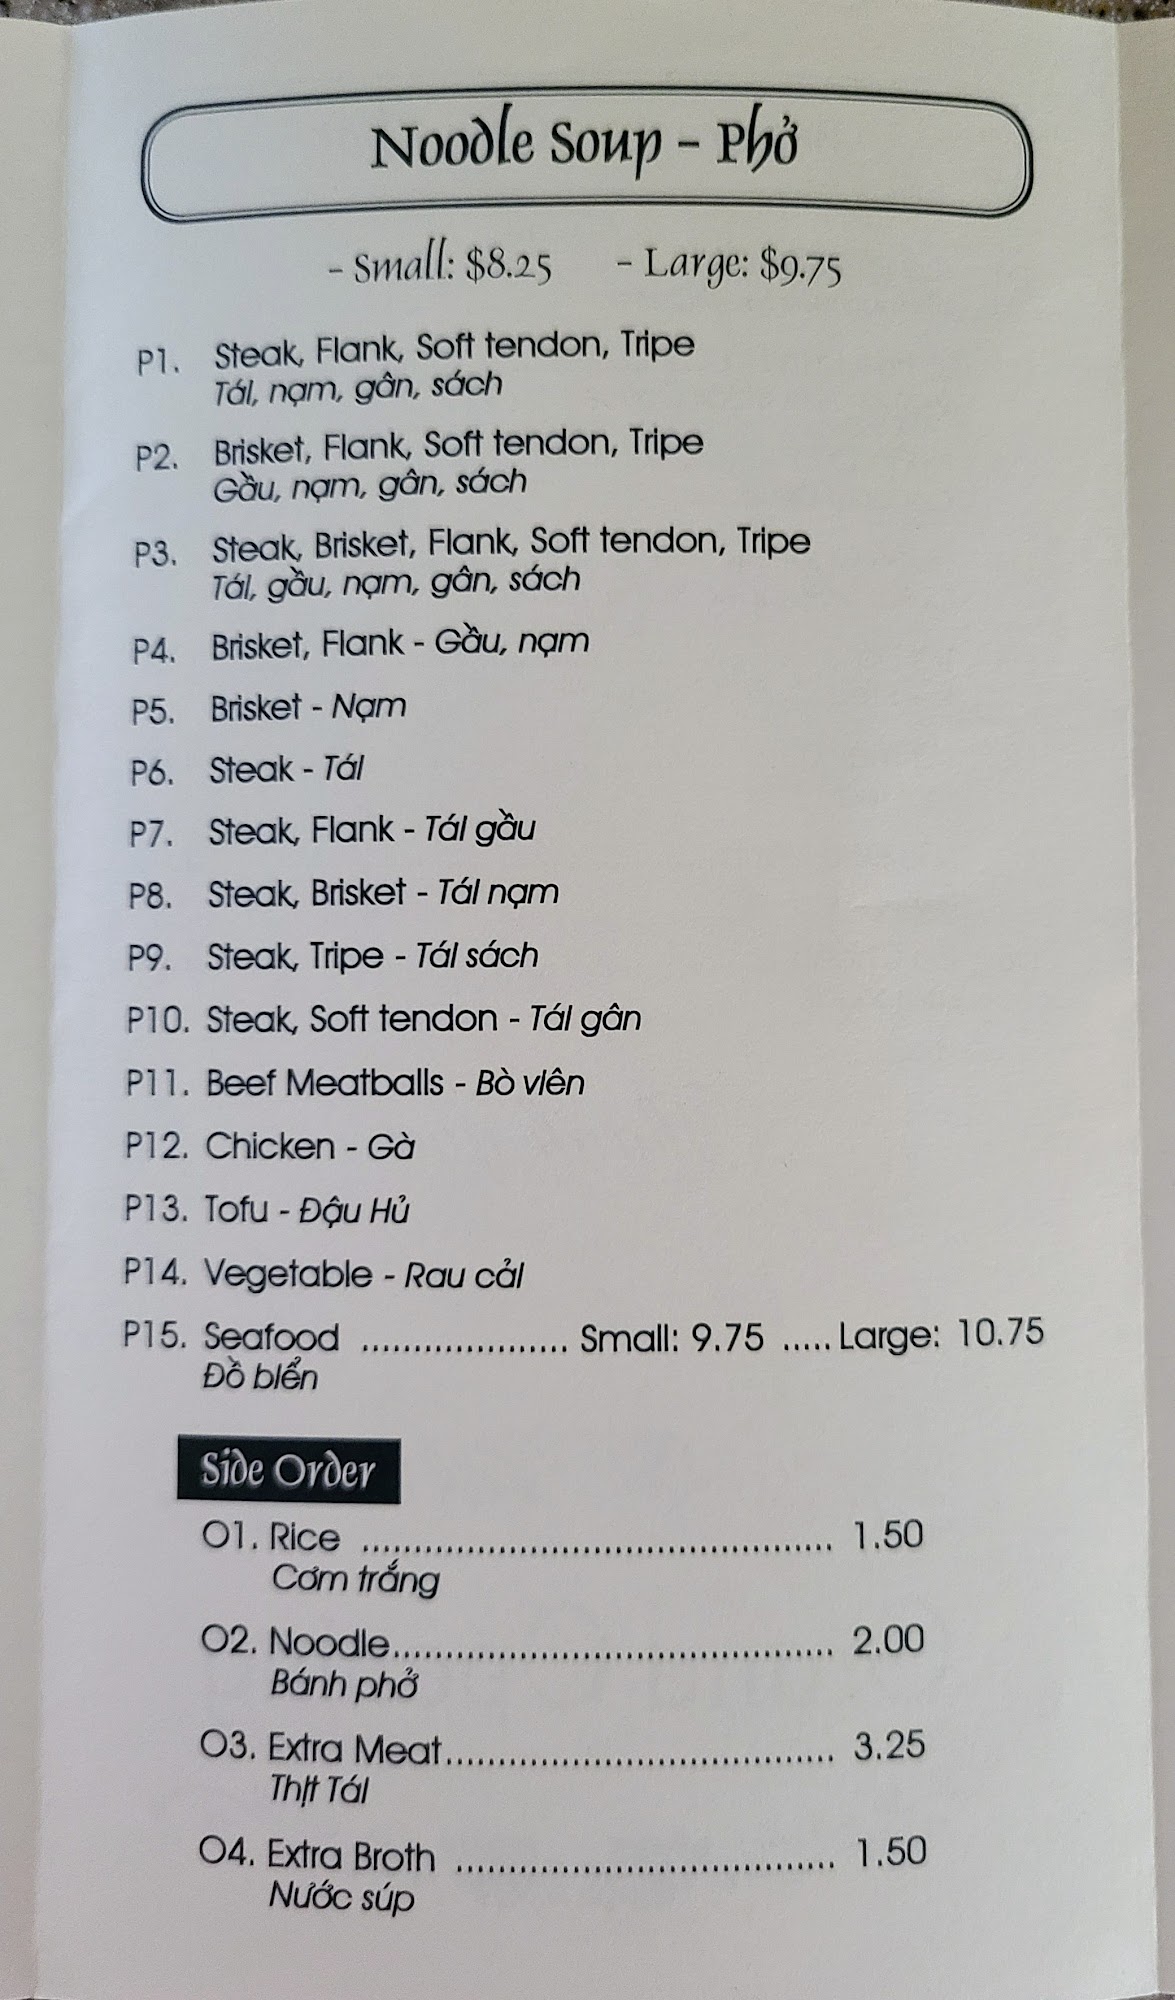 Noodle Soup - Phở
- Small: $8.25 - Large: $9.75
P1. Steak, Flank, Soft tendon, Tripe
Tái, nạm, gân, sách
P2. Brisket, Flank, Soft tendon, Tripe
Gầu, nạm, gân, sách
P3. Steak, Brisket, Flank, Soft tendon, Tripe
Tái, gầu, nạm, gân, sách
P4. Brisket, Flank - Gầu, nạm
P5. Brisket - Nạm
P6. Steak - Tái
P7. Steak, Flank - Tái gầu
P8. Steak, Brisket - Tái nạm
P9. Steak, Tripe - Tái sách
P10. Steak, Soft tendon - Tái gân
P11. Beef Meatballs - Bò viên
P12. Chicken - Gà
P13. Tofu - Đậu Hủ
P14. Vegetable - Rau cải
P15. Seafood .................... Small: 9.75 ..... Large: 10.75
Đồ biển
Side Order
O1. Rice ............................................. 1.50
Cơm trắng
O2. Noodle.......................................... 2.00
Bánh phở
O3. Extra Meat..................................... 3.25
Thịt Tái
O4. Extra Broth .................................... 1.50
Nước súp